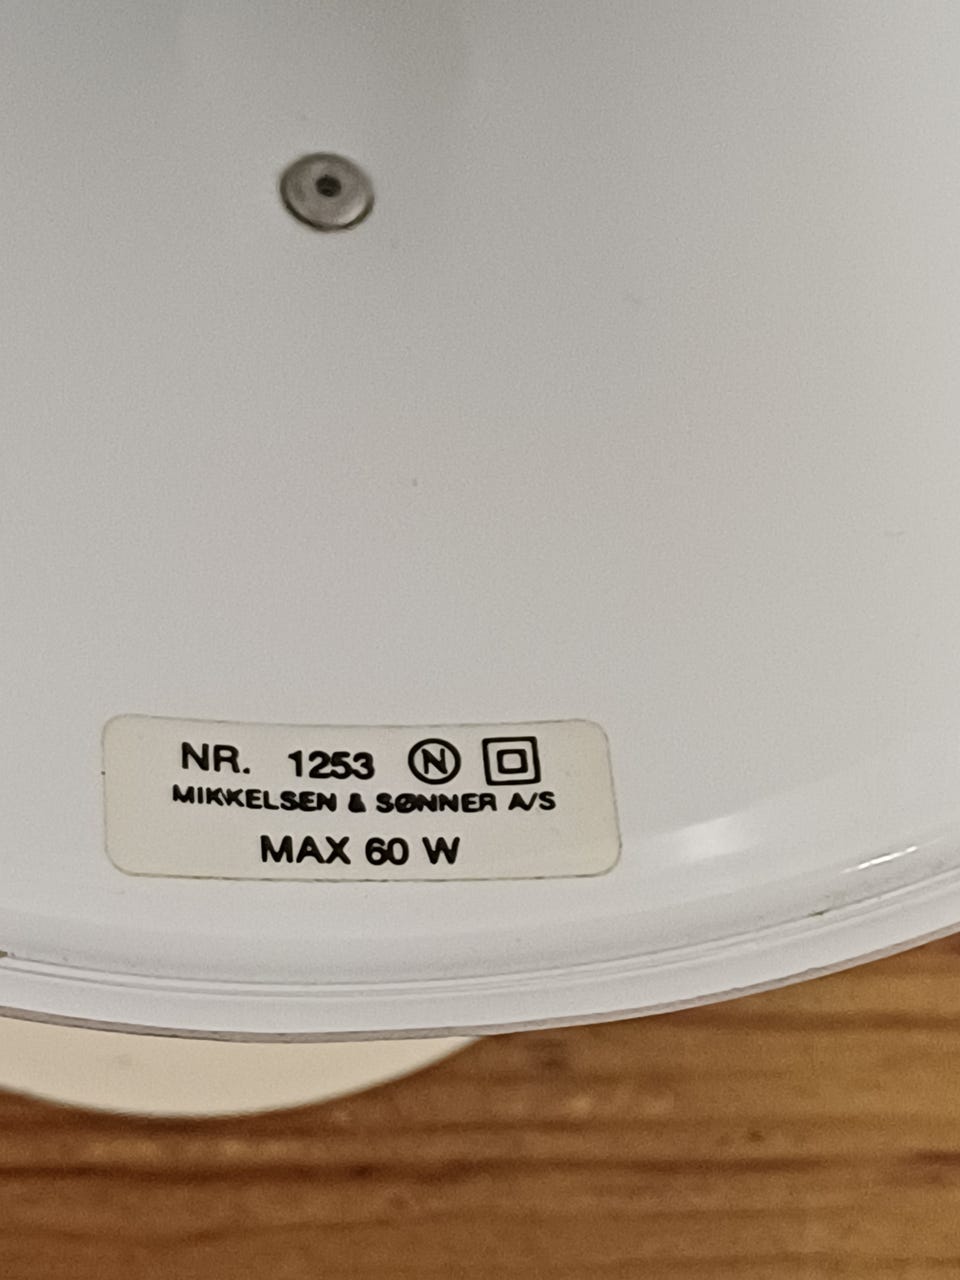 NR. 1253 Ⓝ
MIKKELSEN & SØNNER A/S
MAX 60 W